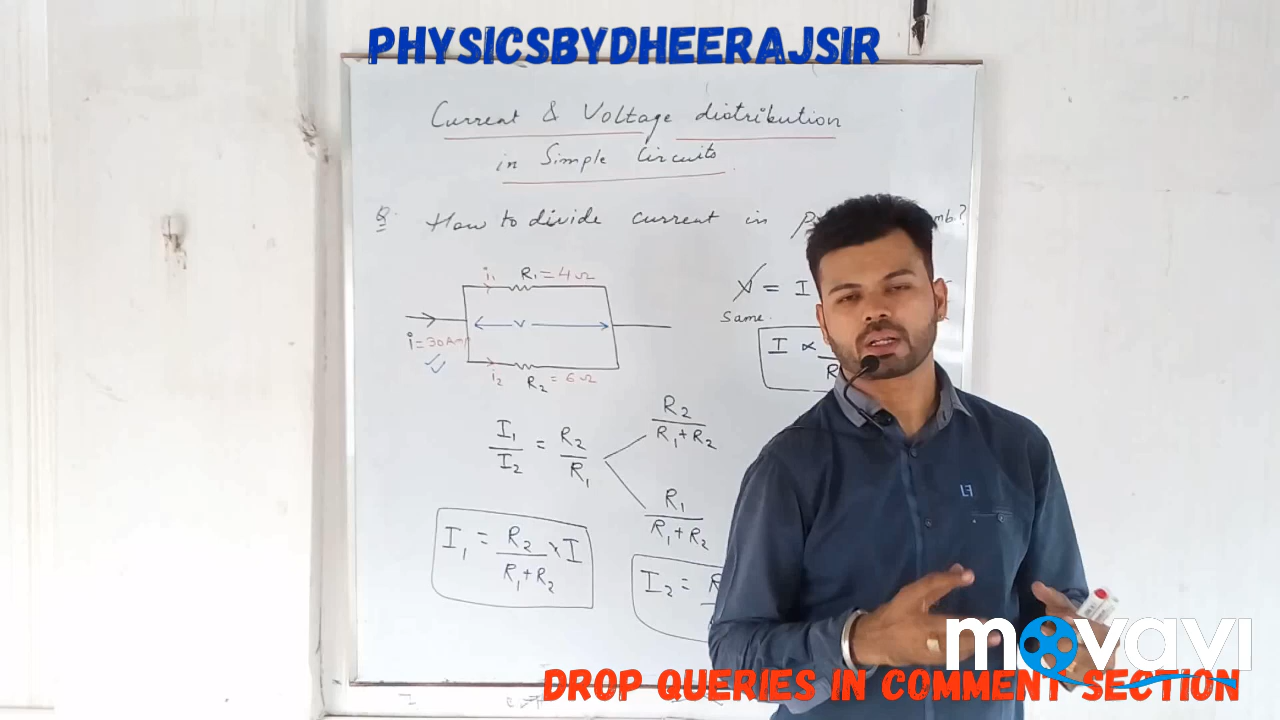 PHYSICSBYDHEERAJSIR
Current & Voltage distribution
in Simple Circuits.
Q. How to divide current in mb?
i₁ R₁ = 4Ω
V = I
Same.
V
i = 30 Amp
I ∝
R
i₂ R₂ = 6Ω
I₁/I₂ = R₂/R₁
R₂/R₁+R₂
R₁/R₁+R₂
I₁ = R₂/R₁+R₂ × I
I₂ =
LF
movavi
DROP QUERIES IN COMMENT SECTION